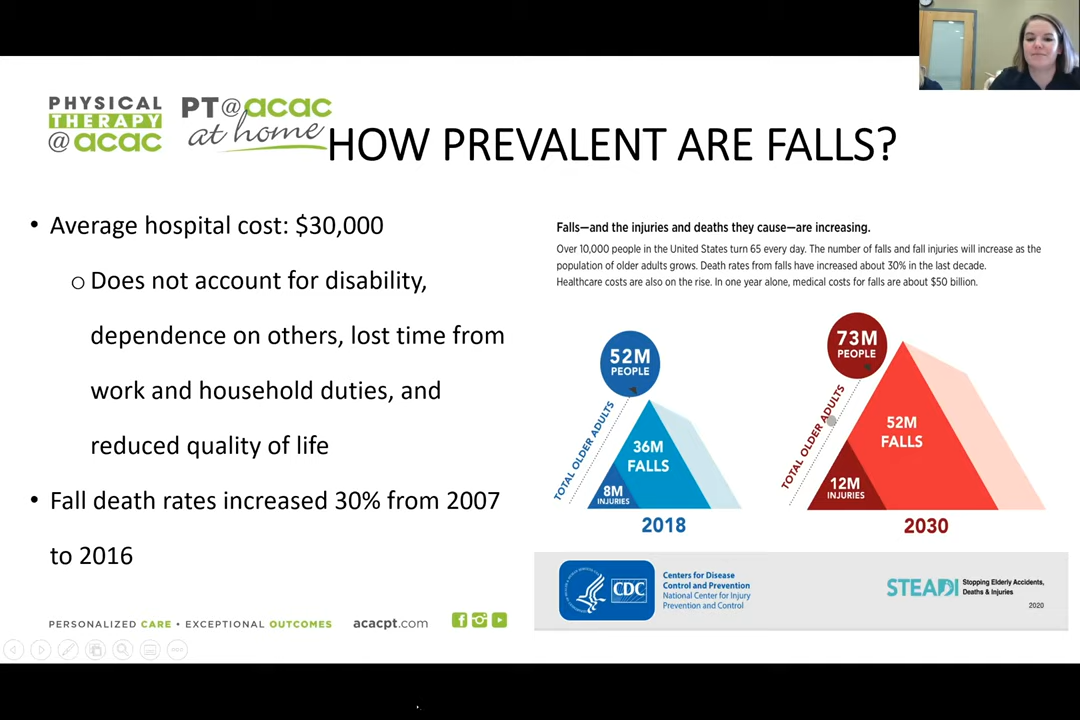 PHYSICAL
THERAPY
@acac
PT@acac
at home
HOW PREVALENT ARE FALLS?
• Average hospital cost: $30,000
o Does not account for disability,
dependence on others, lost time from
work and household duties, and
reduced quality of life
• Fall death rates increased 30% from 2007
to 2016
Falls—and the injuries and deaths they cause—are increasing.
Over 10,000 people in the United States turn 65 every day. The number of falls and fall injuries will increase as the
population of older adults grows. Death rates from falls have increased about 30% in the last decade.
Healthcare costs are also on the rise. In one year alone, medical costs for falls are about $50 billion.
52M
PEOPLE
TOTAL OLDER ADULTS
36M
FALLS
8M
INJURIES
2018
73M
PEOPLE
TOTAL OLDER ADULTS
52M
FALLS
12M
INJURIES
2030
CDC
Centers for Disease
Control and Prevention
National Center for Injury
Prevention and Control
STEADI
Stopping Elderly Accidents,
Deaths & Injuries
2020
PERSONALIZED CARE • EXCEPTIONAL OUTCOMES
acacpt.com